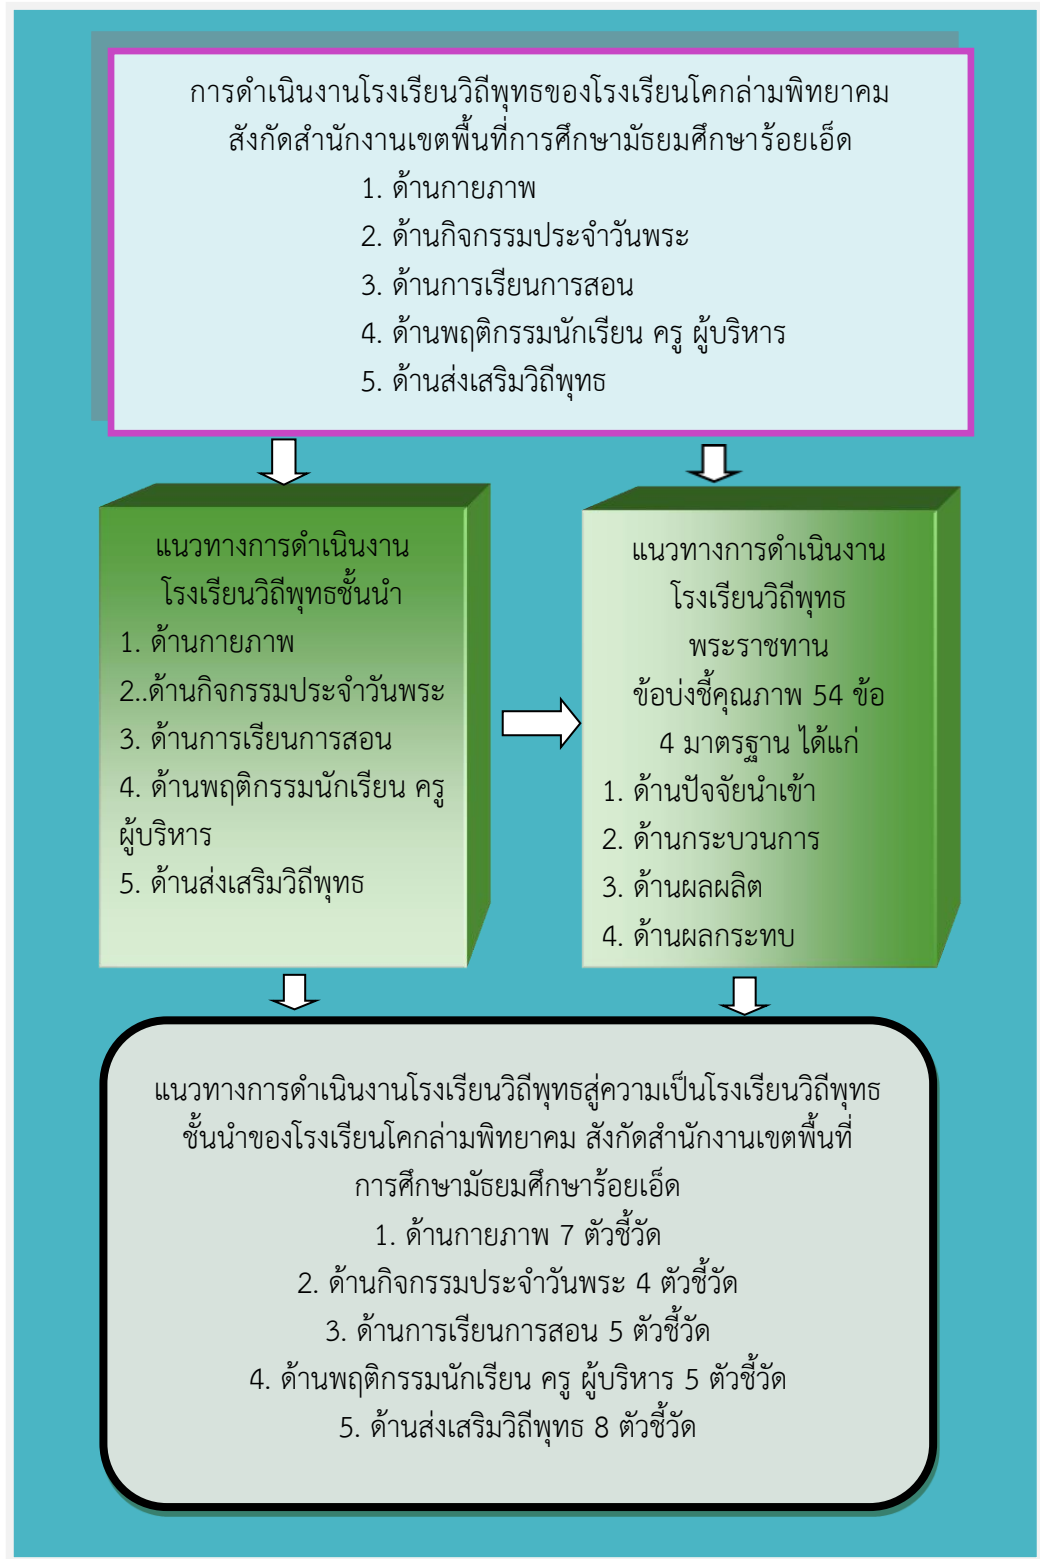 การดำเนินงานโรงเรียนวิถีพุทธของโรงเรียนโคกล่ามพิทยาคม
สังกัดสำนักงานเขตพื้นที่การศึกษามัธยมศึกษาร้อยเอ็ด
1. ด้านกายภาพ
2. ด้านกิจกรรมประจำวันพระ
3. ด้านการเรียนการสอน
4. ด้านพฤติกรรมนักเรียน ครู ผู้บริหาร
5. ด้านส่งเสริมวิถีพุทธ
แนวทางการดำเนินงาน
โรงเรียนวิถีพุทธชั้นนำ
1. ด้านกายภาพ
2..ด้านกิจกรรมประจำวันพระ
3. ด้านการเรียนการสอน
4. ด้านพฤติกรรมนักเรียน ครู
ผู้บริหาร
5. ด้านส่งเสริมวิถีพุทธ
แนวทางการดำเนินงาน
โรงเรียนวิถีพุทธ
พระราชทาน
ข้อบ่งชี้คุณภาพ 54 ข้อ
4 มาตรฐาน ได้แก่
1. ด้านปัจจัยนำเข้า
2. ด้านกระบวนการ
3. ด้านผลผลิต
4. ด้านผลกระทบ
แนวทางการดำเนินงานโรงเรียนวิถีพุทธสู่ความเป็นโรงเรียนวิถีพุทธ
ชั้นนำของโรงเรียนโคกล่ามพิทยาคม สังกัดสำนักงานเขตพื้นที่
การศึกษามัธยมศึกษาร้อยเอ็ด
1. ด้านกายภาพ 7 ตัวชี้วัด
2. ด้านกิจกรรมประจำวันพระ 4 ตัวชี้วัด
3. ด้านการเรียนการสอน 5 ตัวชี้วัด
4. ด้านพฤติกรรมนักเรียน ครู ผู้บริหาร 5 ตัวชี้วัด
5. ด้านส่งเสริมวิถีพุทธ 8 ตัวชี้วัด